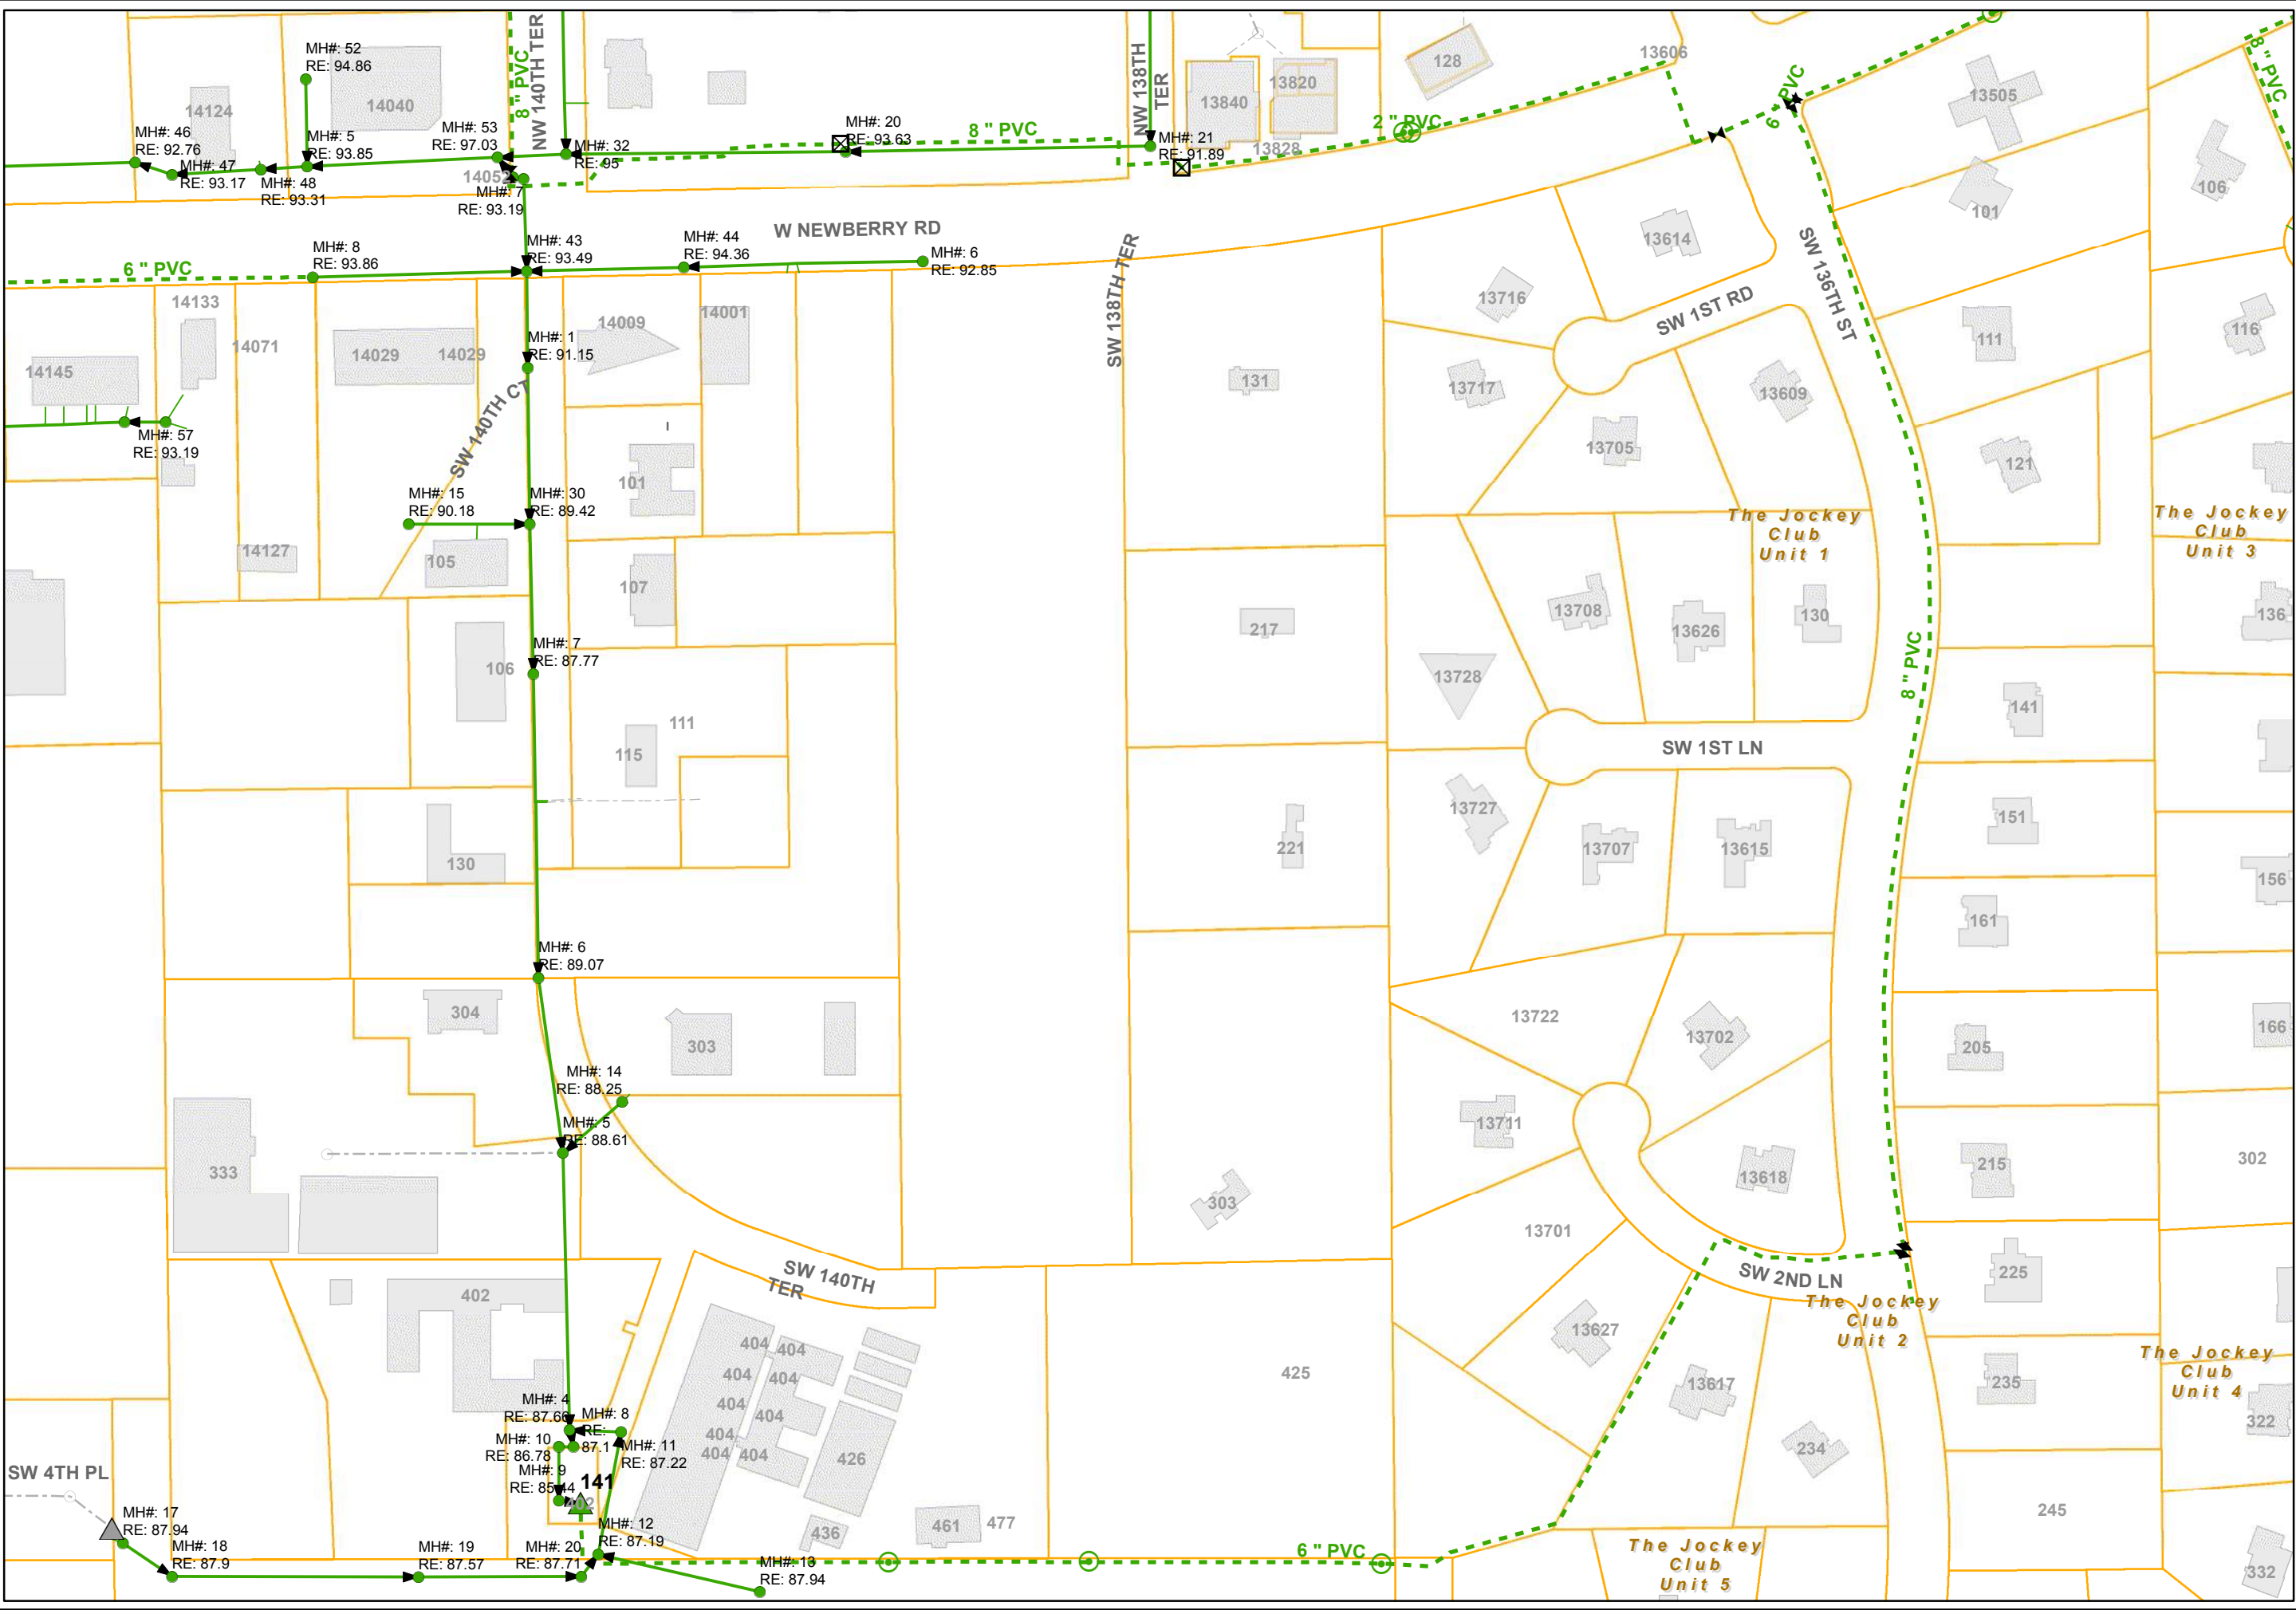 MH#: 52
RE: 94.86
14040
14124
MH#: 46
RE: 92.76
MH#: 47
RE: 93.17
MH#: 48
RE: 93.31
MH#: 5
RE: 93.85
MH#: 53
RE: 97.03
8 " PVC
NW 140TH TER
MH#: 32
RE: 95
MH#: 7
RE: 93.19
MH#: 20
RE: 93.63
8 " PVC
NW 138TH
TER
MH#: 21
RE: 91.89
13840
13820
13828
2 " PVC
128
13606
6 " PVC
13505
8 " PVC
106
101
W NEWBERRY RD
MH#: 8
RE: 93.86
6 " PVC
MH#: 43
RE: 93.49
MH#: 44
RE: 94.36
MH#: 6
RE: 92.85
SW 138TH TER
13614
SW 136TH ST
SW 1ST RD
13716
13717
13705
13609
111
116
121
14133
14071
14145
14029
14029
MH#: 1
RE: 91.15
14009
14001
131
MH#: 57
RE: 93.19
SW 140TH CT
101
MH#: 15
RE: 90.18
MH#: 30
RE: 89.42
14127
105
107
The Jockey
Club
Unit 1
The Jockey
Club
Unit 3
13708
13626
130
136
217
106
MH#: 7
RE: 87.77
13728
8 " PVC
111
115
141
SW 1ST LN
130
221
13727
13707
13615
151
156
161
MH#: 6
RE: 89.07
304
303
13722
13702
205
166
MH#: 14
RE: 88.25
MH#: 5
RE: 88.61
13711
333
303
13618
215
302
13701
SW 140TH
TER
SW 2ND LN
225
402
The Jockey
Club
Unit 2
404
404
404
404
404
404
404
404
404
13627
425
The Jockey
Club
Unit 4
13617
235
322
MH#: 4
RE: 87.66
MH#: 8
RE:
87.1
MH#: 10
RE: 86.78
MH#: 11
RE: 87.22
MH#: 9
RE: 85.44
141
402
426
234
SW 4TH PL
MH#: 17
RE: 87.94
MH#: 18
RE: 87.9
MH#: 19
RE: 87.57
MH#: 20
RE: 87.71
MH#: 12
RE: 87.19
436
461
477
245
MH#: 13
RE: 87.94
6 " PVC
The Jockey
Club
Unit 5
332